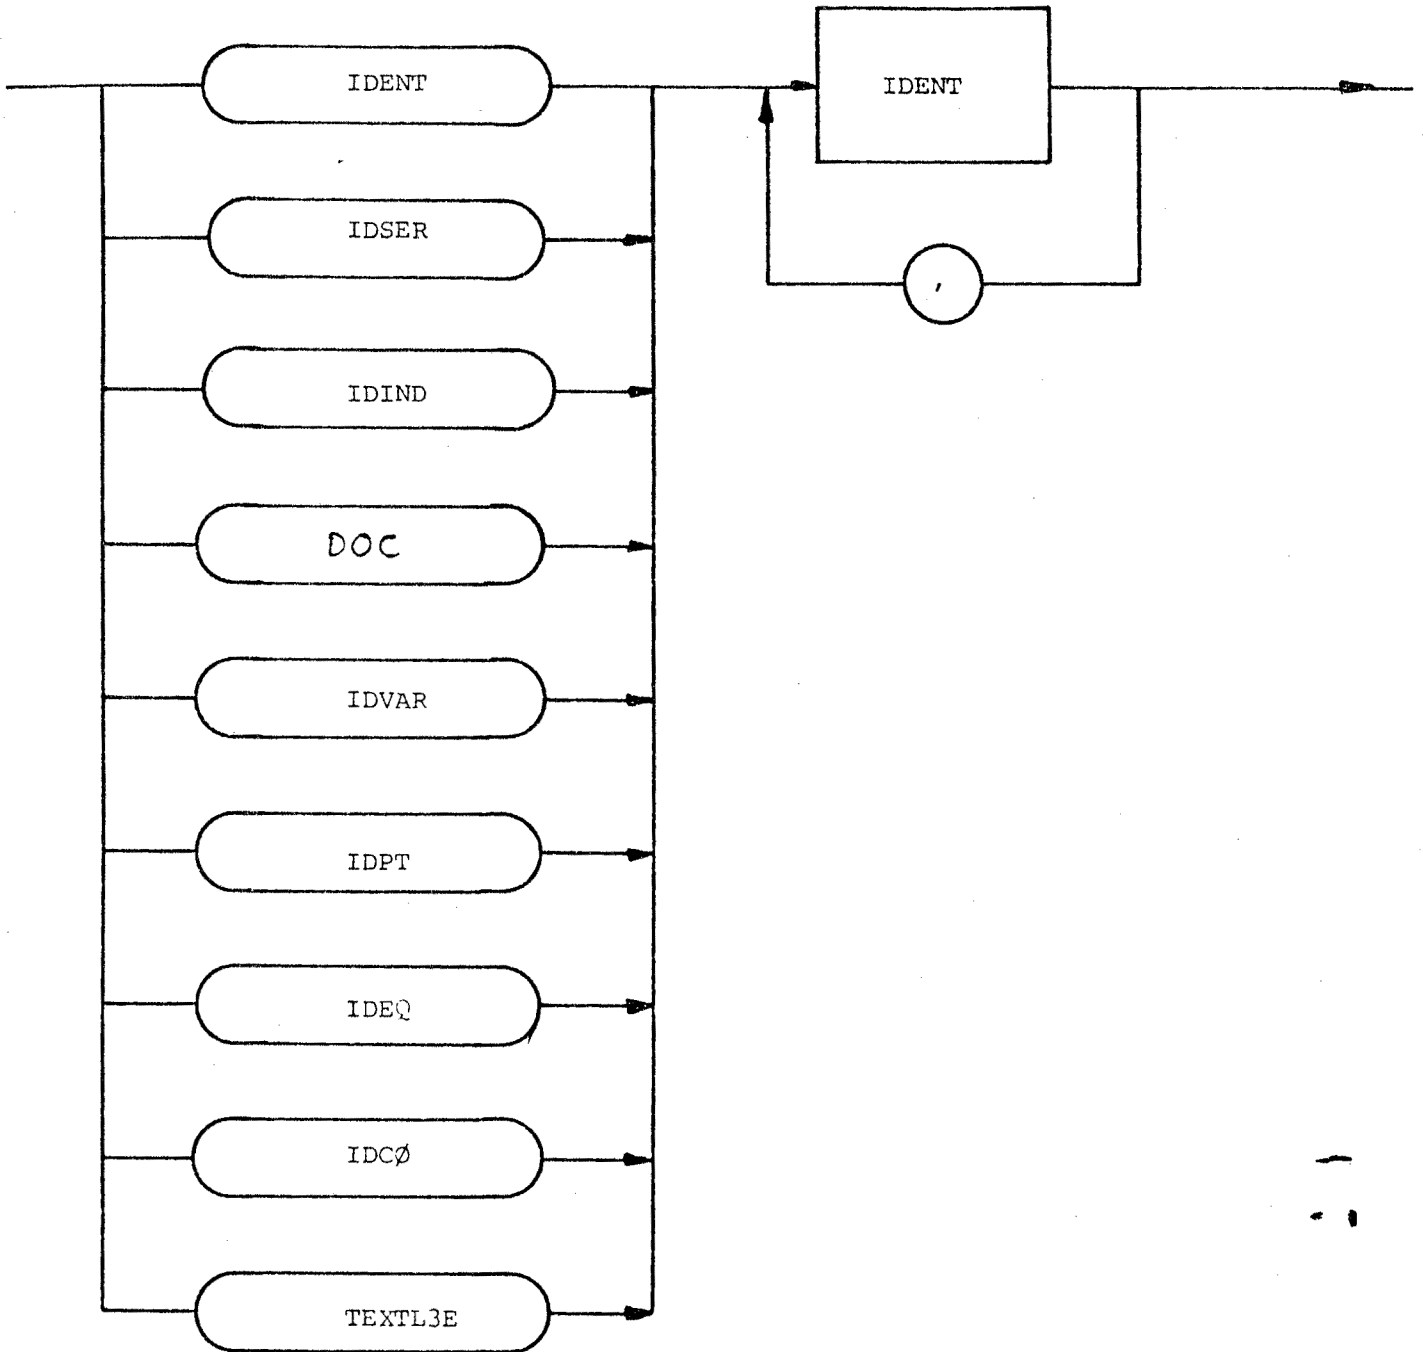 IDENT
IDENT
IDSER
,
IDIND
DOC
IDVAR
IDPT
IDEQ
IDCØ
TEXTL3E